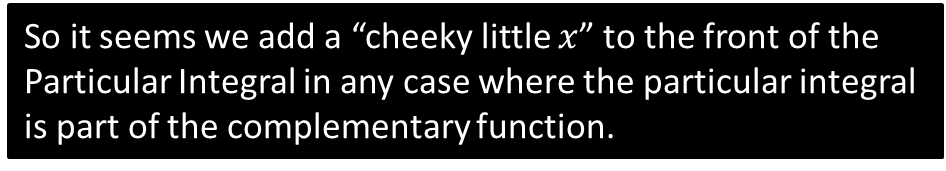 So it seems we add a “cheeky little 𝑥” to the front of the
Particular Integral in any case where the particular integral
is part of the complementary function.